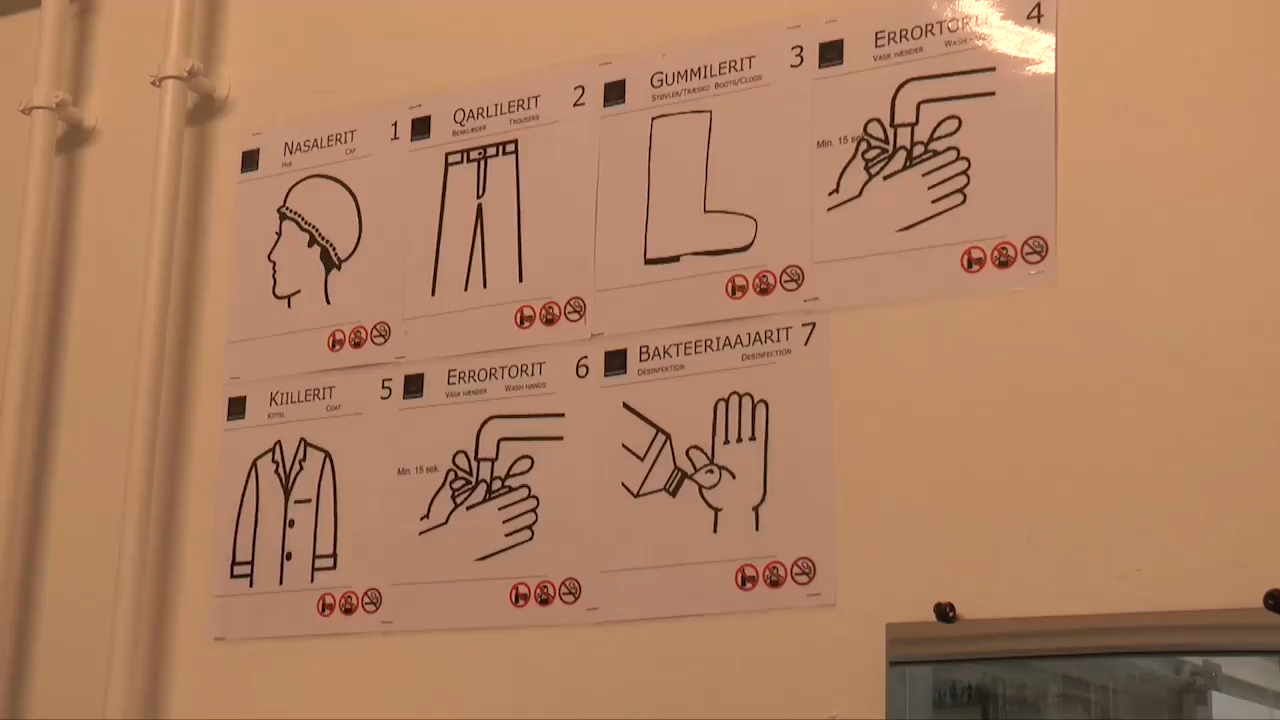 NASALERIT 1
HUE CAP
QARLILERIT 2
BENKLÆDER TROUSERS
GUMMILERIT 3
STØVLER/TRÆSKO BOOTS/CLOGS
ERRORTORIT 4
VASK HÆNDER WASH HANDS
Min. 15 sek.
KIILLERIT 5
KITTEL COAT
ERRORTORIT 6
VASK HÆNDER WASH HANDS
Min. 15 sek.
BAKTEERIAAJARIT 7
DESINFEKTION DESINFECTION